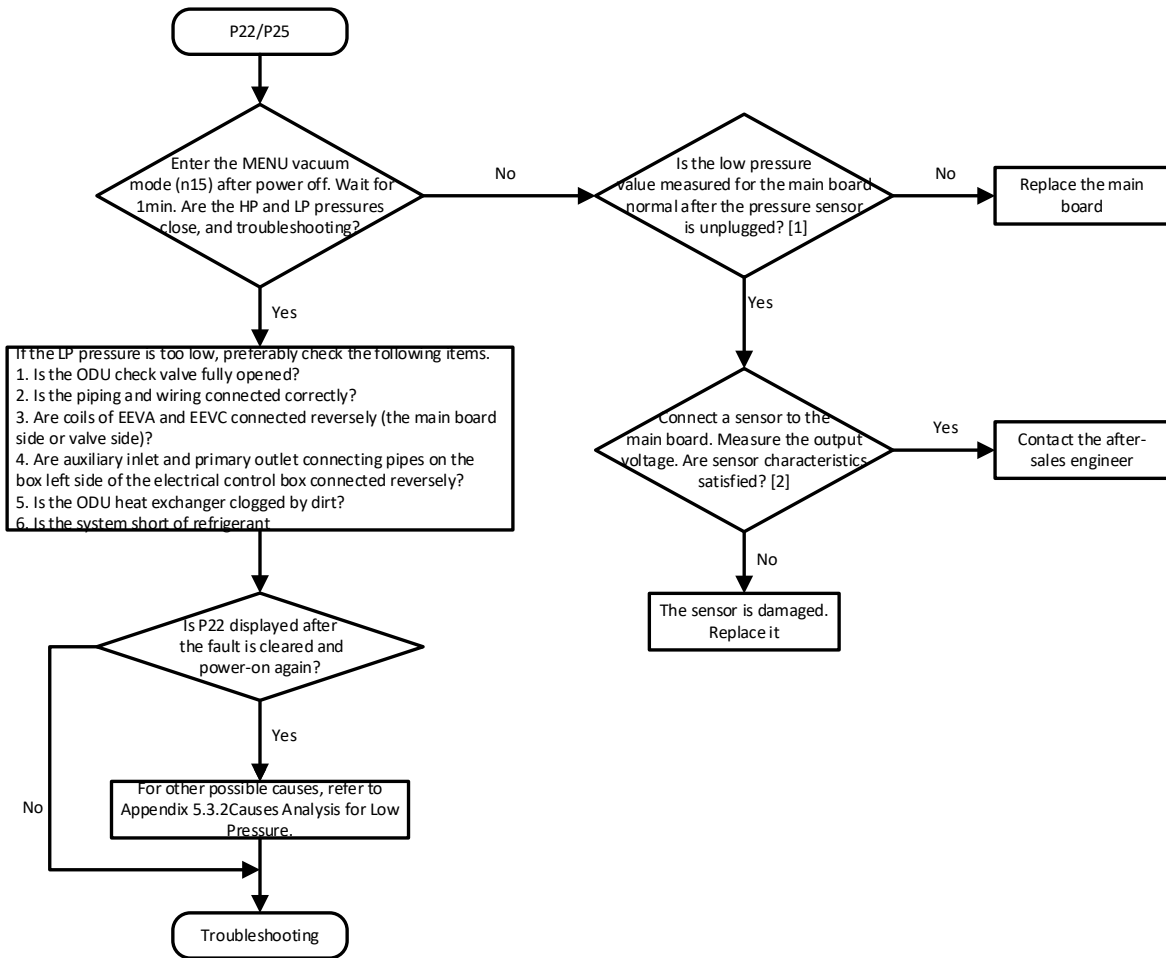 P22/P25
Enter the MENU vacuum
mode (n15) after power off. Wait for
1min. Are the HP and LP pressures
close, and troubleshooting?
No
Is the low pressure
value measured for the main board
normal after the pressure sensor
is unplugged? [1]
No
Replace the main
board
Yes
Yes
If the LP pressure is too low, preferably check the following items.
1. Is the ODU check valve fully opened?
2. Is the piping and wiring connected correctly?
3. Are coils of EEVA and EEVC connected reversely (the main board
side or valve side)?
4. Are auxiliary inlet and primary outlet connecting pipes on the
box left side of the electrical control box connected reversely?
5. Is the ODU heat exchanger clogged by dirt?
6. Is the system short of refrigerant
Connect a sensor to the
main board. Measure the output
voltage. Are sensor characteristics
satisfied? [2]
Yes
Contact the after-
sales engineer
No
The sensor is damaged.
Replace it
Is P22 displayed after
the fault is cleared and
power-on again?
Yes
No
For other possible causes, refer to
Appendix 5.3.2Causes Analysis for Low
Pressure.
Troubleshooting